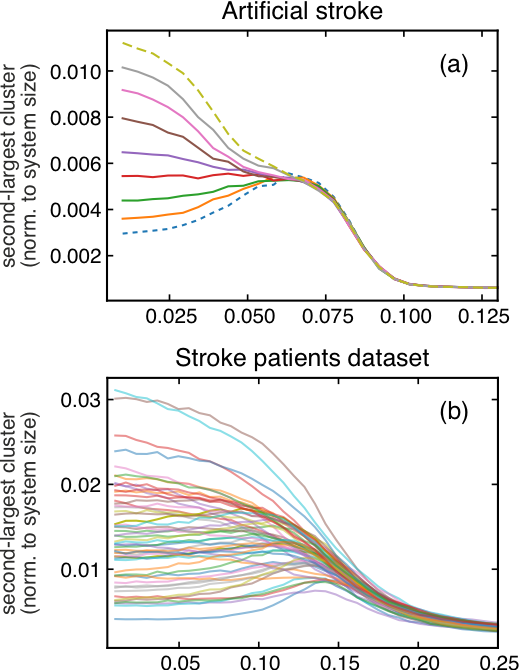 Artificial stroke
(a)
second-largest cluster
(norm. to system size)
0.010
0.008
0.006
0.004
0.002
0.025
0.050
0.075
0.100
0.125
Stroke patients dataset
(b)
second-largest cluster
(norm. to system size)
0.03
0.02
0.01
0.05
0.10
0.15
0.20
0.25